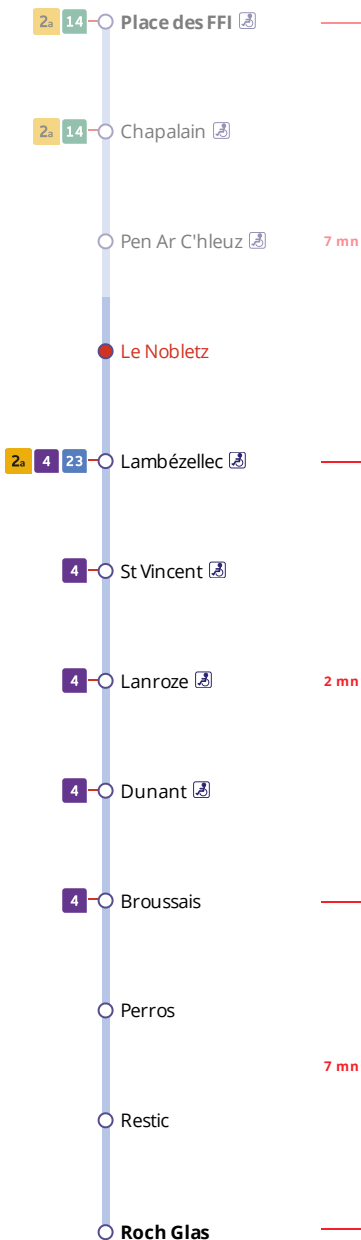 2a 14 Place des FFI
2a 14 Chapalain
Pen Ar C'hleuz 7 mn
Le Nobletz
2a 4 23 Lambézellec
4 St Vincent
4 Lanroze 2 mn
4 Dunant
4 Broussais
Perros
7 mn
Restic
Roch Glas